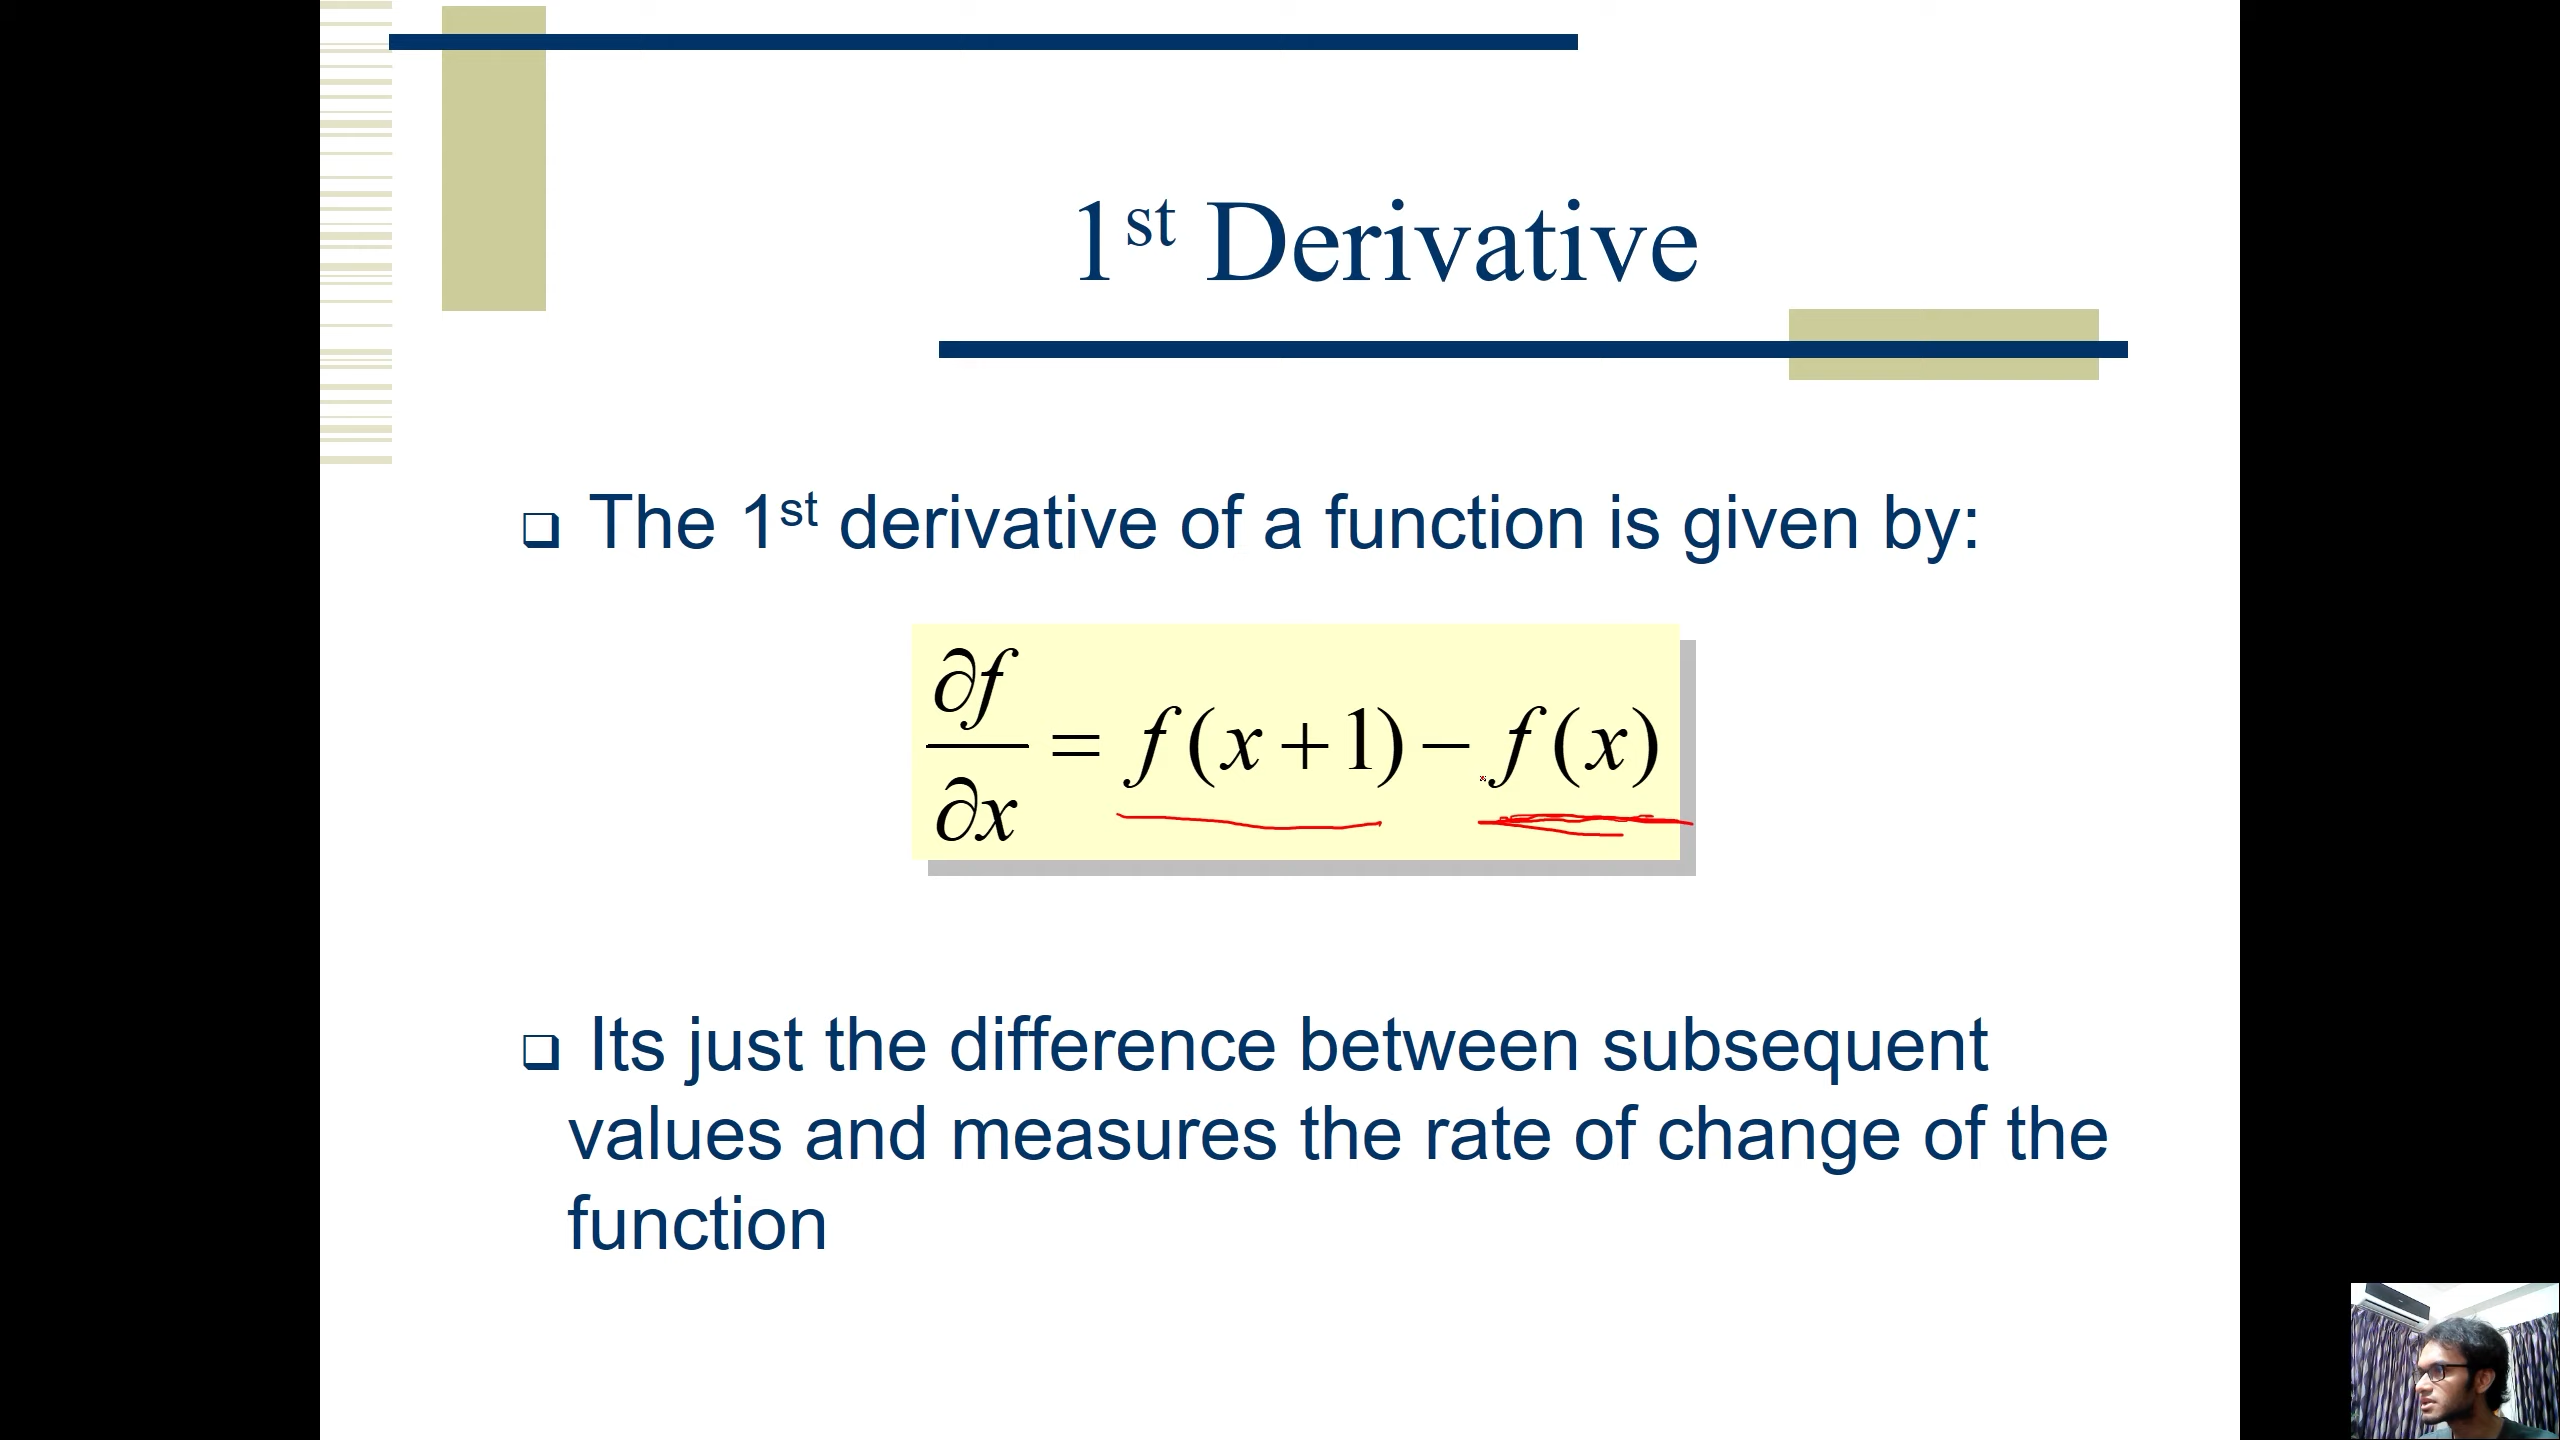 1st Derivative
❑ The 1st derivative of a function is given by:
∂f/∂x = f(x+1) − f(x)
❑ Its just the difference between subsequent
values and measures the rate of change of the
function